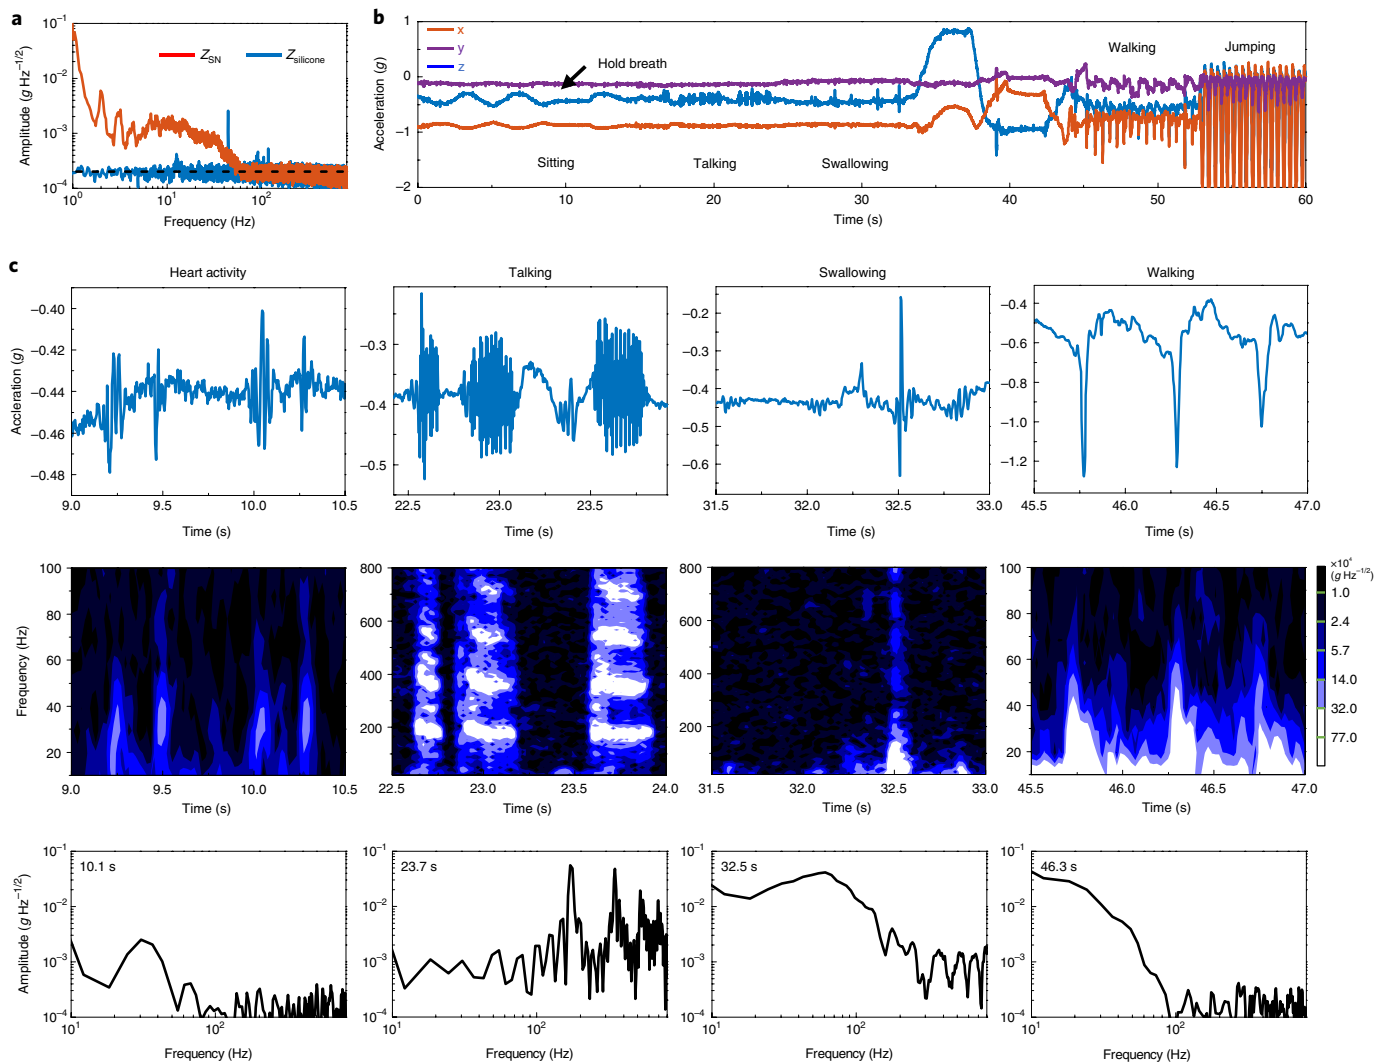 a
10⁻¹
10⁻²
10⁻³
10⁻⁴
Amplitude (g Hz⁻¹ᐟ²)
Z_SN
Z_silicone
10⁰ 10¹ 10²
Frequency (Hz)
b
1
0
−1
−2
Acceleration (g)
x
y
z
Hold breath
Walking
Jumping
Sitting
Talking
Swallowing
0 10 20 30 40 50 60
Time (s)
c
Heart activity
Talking
Swallowing
Walking
Accleration (g)
−0.40
−0.42
−0.44
−0.46
−0.48
9.0 9.5 10.0 10.5
Time (s)
−0.3
−0.4
−0.5
22.5 23.0 23.5
Time (s)
−0.2
−0.3
−0.4
−0.5
−0.6
31.5 32.0 32.5 33.0
Time (s)
−0.4
−0.6
−0.8
−1.0
−1.2
45.5 46.0 46.5 47.0
Time (s)
Frequency (Hz)
100
80
60
40
20
9.0 9.5 10.0 10.5
Time (s)
800
600
400
200
22.5 23.0 23.6 24.0
Time (s)
800
600
400
200
31.5 32.0 32.5 33.0
Time (s)
100
80
60
40
20
45.5 46.0 46.5 47.0
Time (s)
×10⁴
(g Hz⁻¹ᐟ²)
1.0
2.4
5.7
14.0
32.0
77.0
Amplitude (g Hz⁻¹ᐟ²)
10⁻¹
10⁻²
10⁻³
10⁻⁴
10.1 s
10¹ 10²
Frequency (Hz)
10⁻¹
10⁻²
10⁻³
10⁻⁴
23.7 s
10¹ 10²
Frequency (Hz)
10⁻¹
10⁻²
10⁻³
10⁻⁴
32.5 s
10¹ 10²
Frequency (Hz)
10⁻¹
10⁻²
10⁻³
10⁻⁴
46.3 s
10¹ 10²
Frequency (Hz)